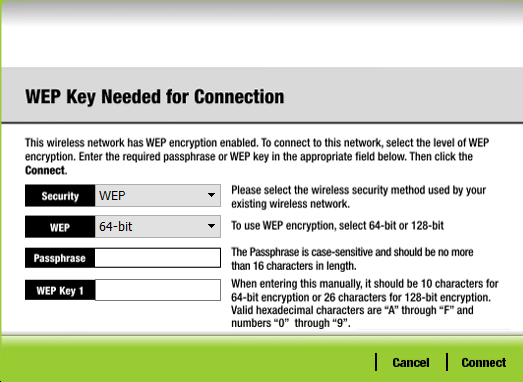 WEP Key Needed for Connection
This wireless network has WEP encryption enabled. To connect to this network, select the level of WEP
encryption. Enter the required passphrase or WEP key in the appropriate field below. Then click the
Connect.
Security WEP
Please select the wireless security method used by your
existing wireless network.
WEP 64-bit
To use WEP encryption, select 64-bit or 128-bit
Passphrase
The Passphrase is case-sensitive and should be no more
than 16 characters in length.
WEP Key 1
When entering this manually, it should be 10 characters for
64-bit encryption or 26 characters for 128-bit encryption.
Valid hexadecimal characters are “A” through “F” and
numbers “0” through “9”.
Cancel Connect